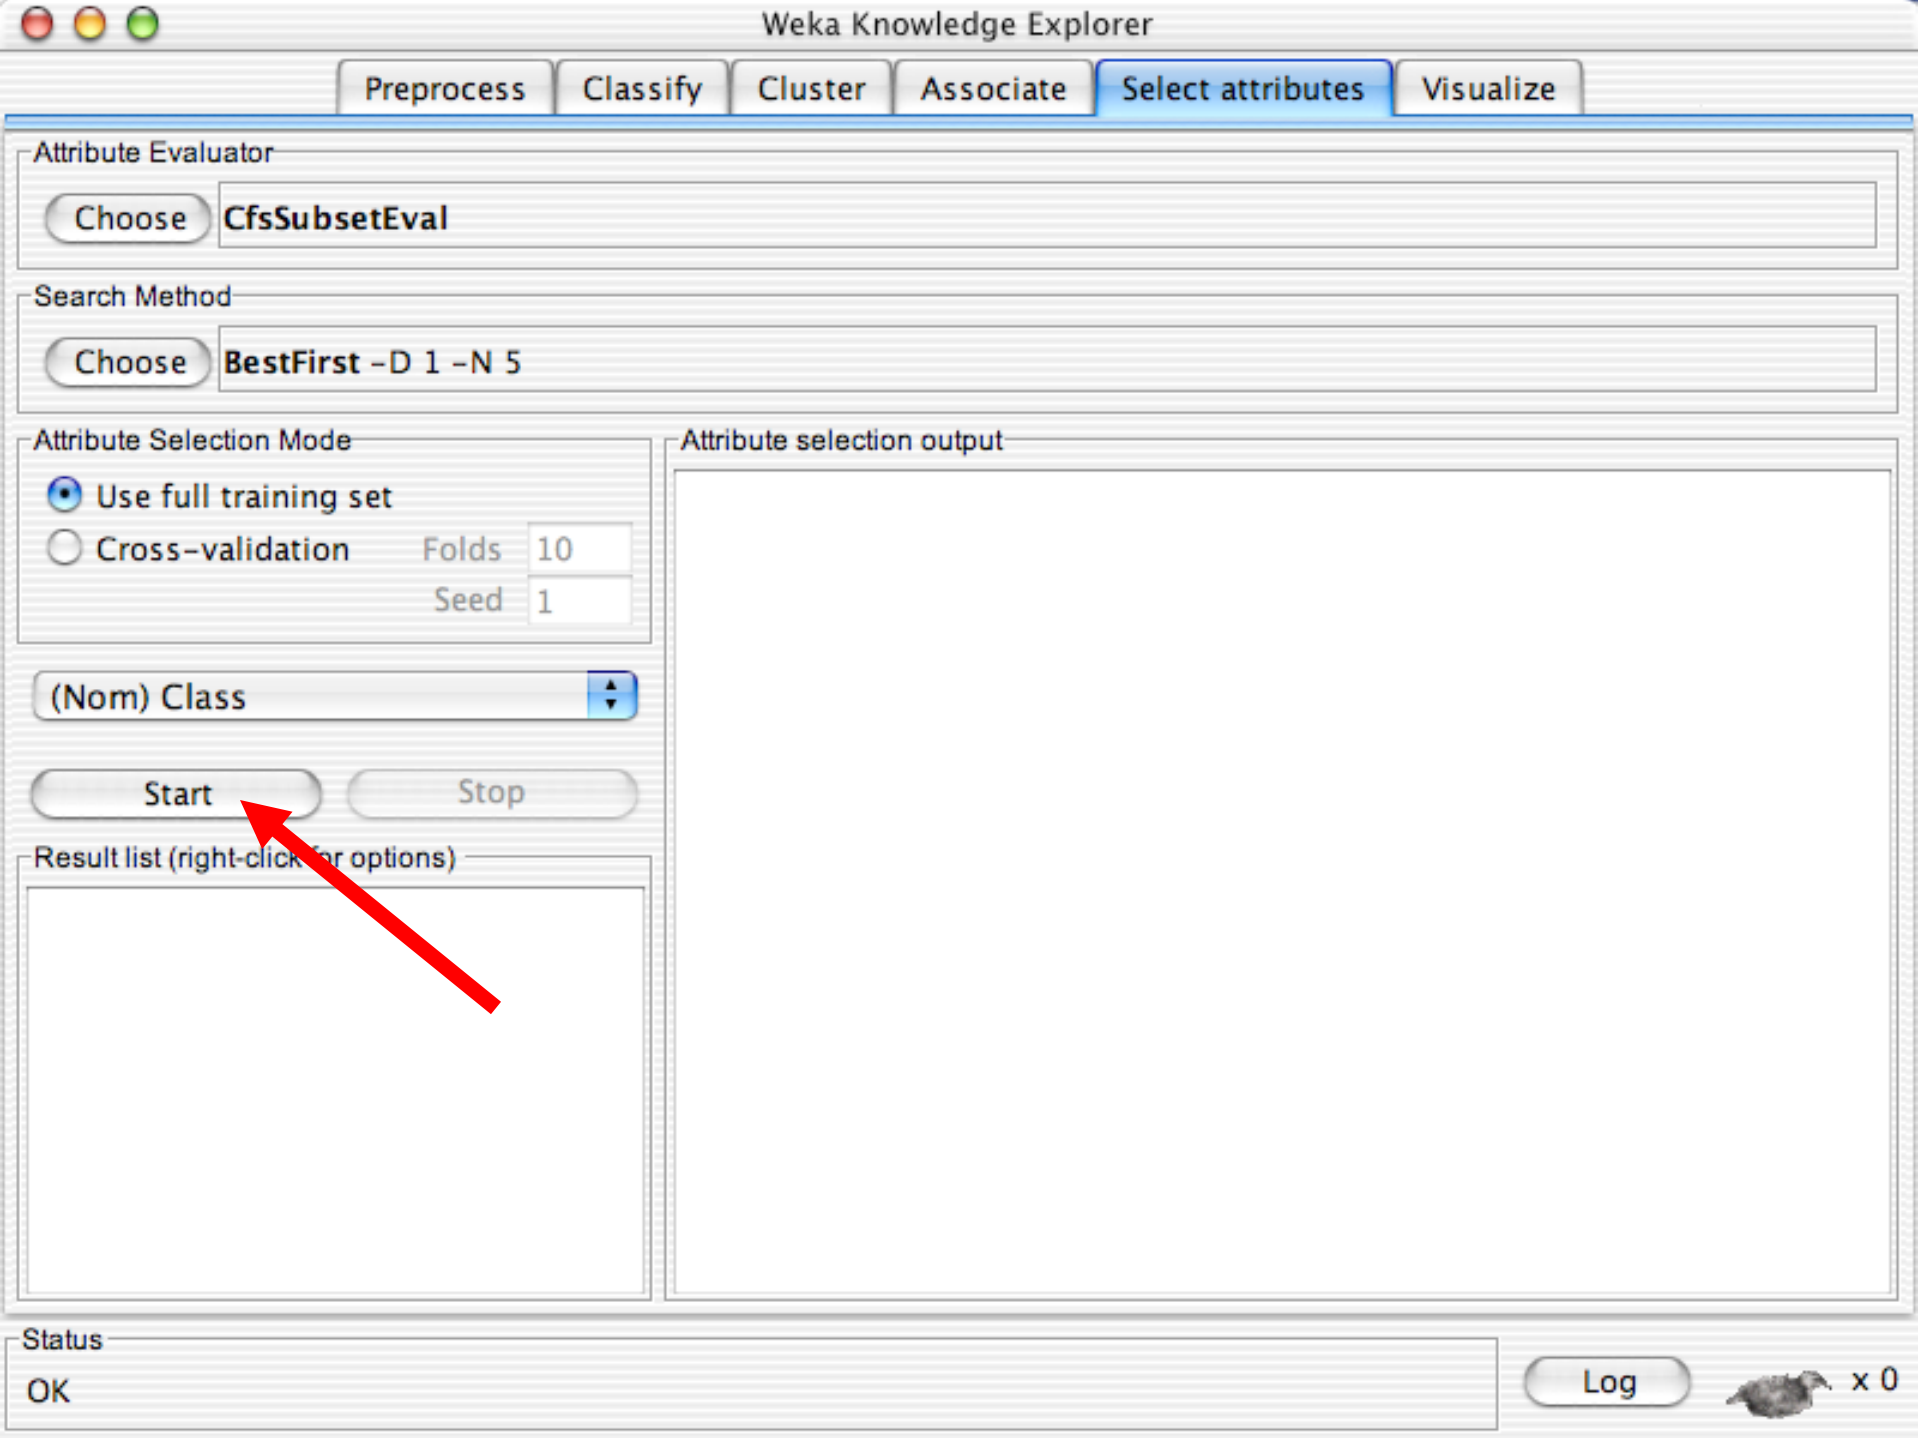 Weka Knowledge Explorer
Preprocess Classify Cluster Associate Select attributes Visualize
Attribute Evaluator
Choose CfsSubsetEval
Search Method
Choose BestFirst -D 1 -N 5
Attribute Selection Mode
Use full training set
Cross-validation Folds 10
Seed 1
(Nom) Class
Start Stop
Result list (right-click for options)
Attribute selection output
Status
OK
Log x 0